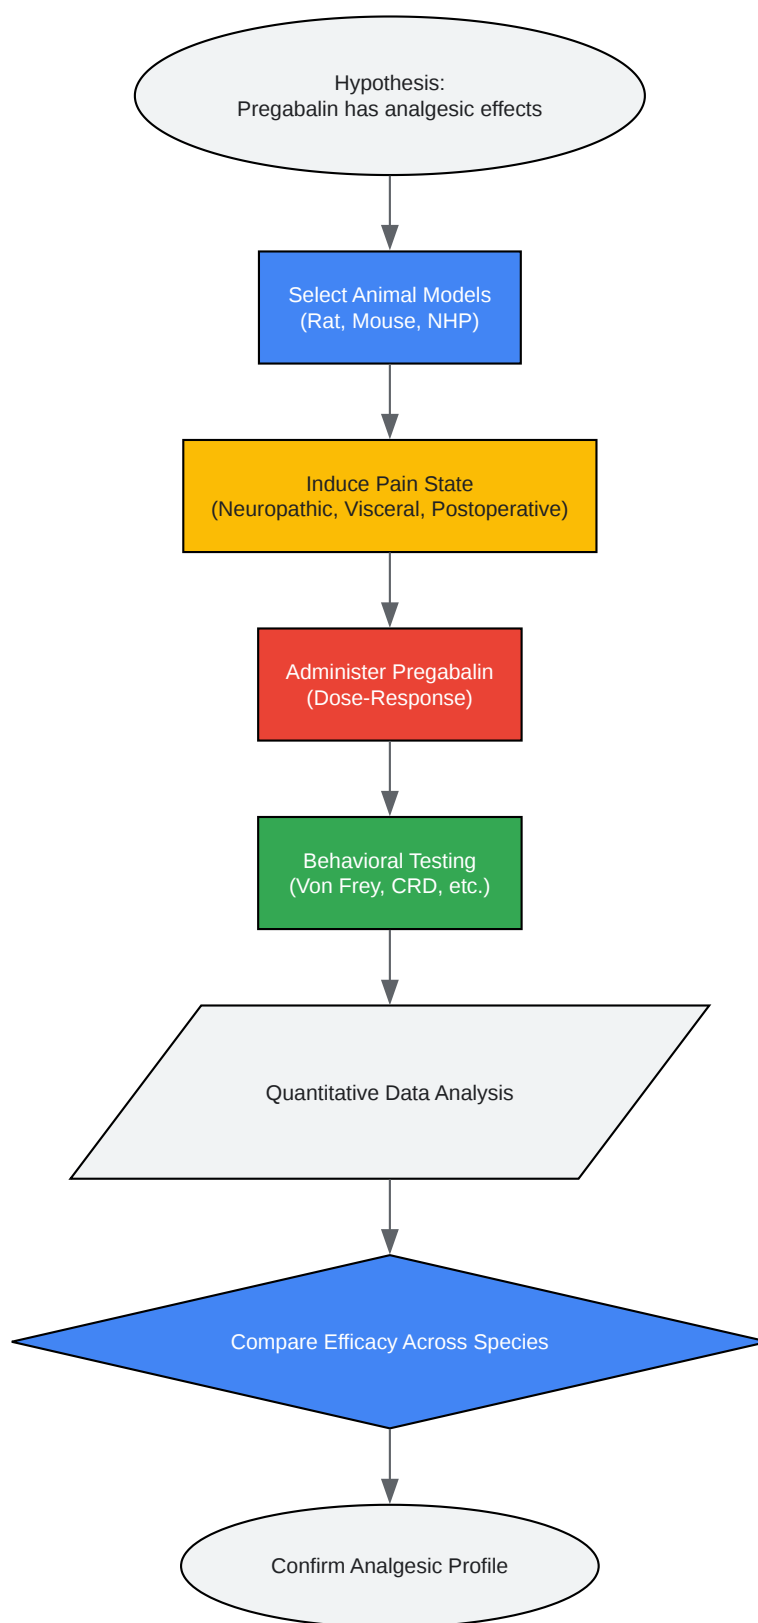 Hypothesis:
Pregabalin has analgesic effects
Select Animal Models
(Rat, Mouse, NHP)
Induce Pain State
(Neuropathic, Visceral, Postoperative)
Administer Pregabalin
(Dose-Response)
Behavioral Testing
(Von Frey, CRD, etc.)
Quantitative Data Analysis
Compare Efficacy Across Species
Confirm Analgesic Profile